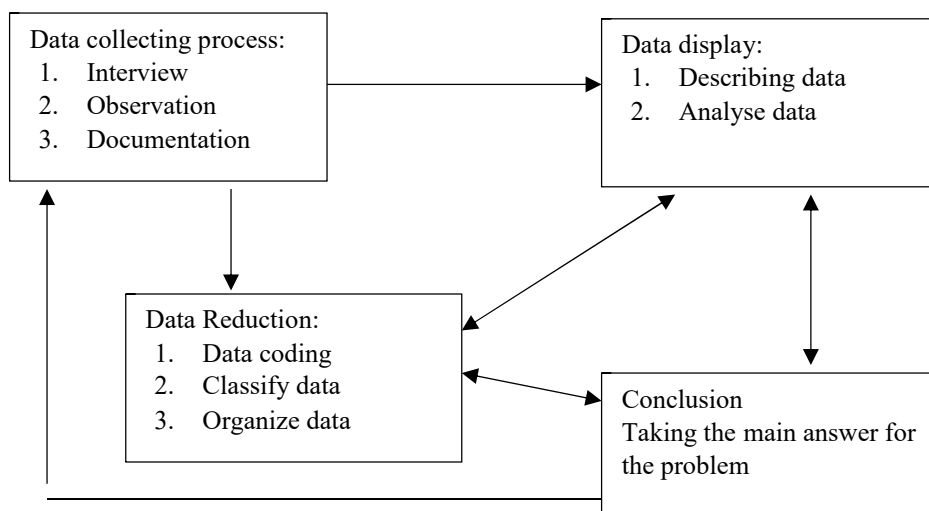 Data collecting process:
1. Interview
2. Observation
3. Documentation
Data display:
1. Describing data
2. Analyse data
Data Reduction:
1. Data coding
2. Classify data
3. Organize data
Conclusion
Taking the main answer for
the problem